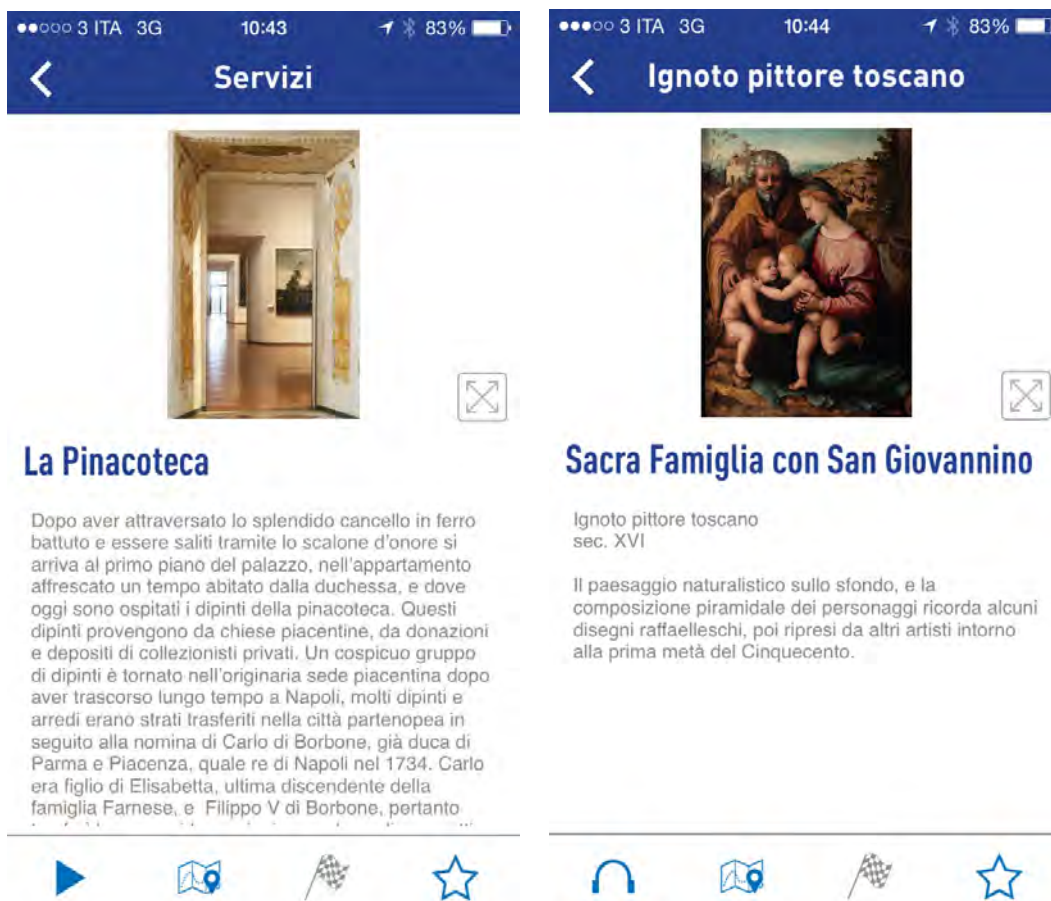 3 ITA 3G 10:43 83%
Servizi
La Pinacoteca
Dopo aver attraversato lo splendido cancello in ferro
battuto e essere saliti tramite lo scalone d'onore si
arriva al primo piano del palazzo, nell'appartamento
affrescato un tempo abitato dalla duchessa, e dove
oggi sono ospitati i dipinti della pinacoteca. Questi
dipinti provengono da chiese piacentine, da donazioni
e depositi di collezionisti privati. Un cospicuo gruppo
di dipinti è tornato nell'originaria sede piacentina dopo
aver trascorso lungo tempo a Napoli, molti dipinti e
arredi erano strati trasferiti nella città partenopea in
seguito alla nomina di Carlo di Borbone, già duca di
Parma e Piacenza, quale re di Napoli nel 1734. Carlo
era figlio di Elisabetta, ultima discendente della
famiglia Farnese, e Filippo V di Borbone, pertanto
3 ITA 3G 10:44 83%
Ignoto pittore toscano
Sacra Famiglia con San Giovannino
Ignoto pittore toscano
sec. XVI
Il paesaggio naturalistico sullo sfondo, e la
composizione piramidale dei personaggi ricorda alcuni
disegni raffaelleschi, poi ripresi da altri artisti intorno
alla prima metà del Cinquecento.